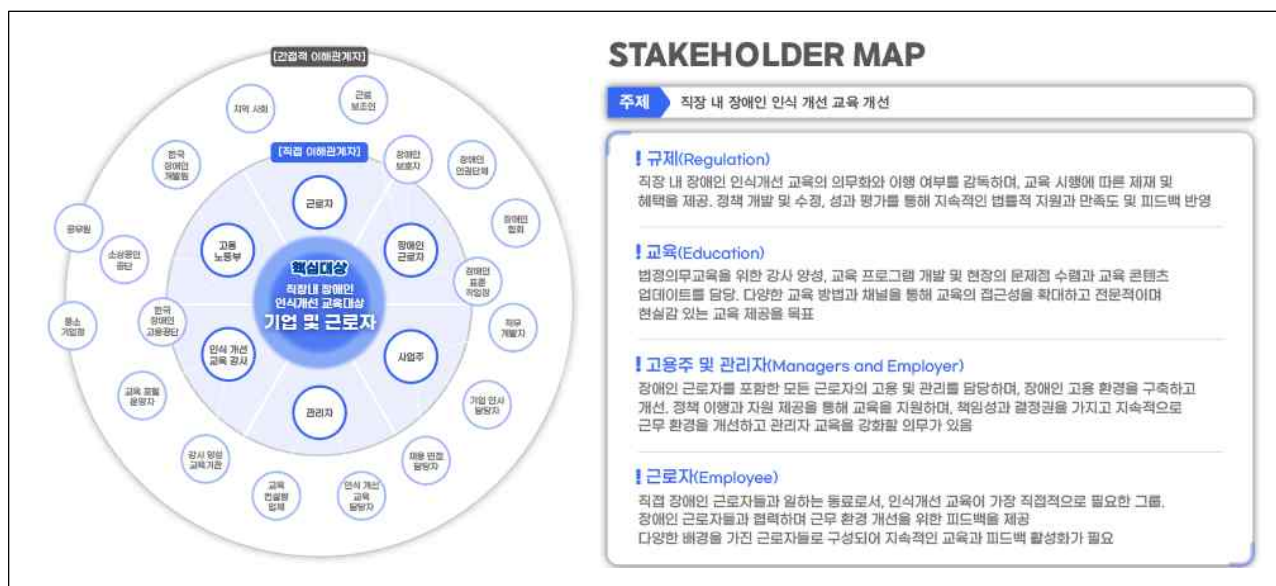 [간접적 이해관계자]
지역 사회
근로
보조인
한국
장애인
개발원
[직접 이해관계자]
장애인
보호자
장애인
인권단체
근로자
공무원
소상공인
공단
고용
노동부
장애인
근로자
장애인
협회
핵심대상
직장내 장애인
인식개선 교육대상
기업 및 근로자
장애인
표준
작업장
중소
기업청
한국
장애인
고용공단
인식 개선
교육 강사
사업주
직무
개발자
교육 포털
운영자
관리자
기업 인사
담당자
강사 양성
교육기관
채용 면접
담당자
교육
컨설팅
업체
인식 개선
교육
담당자
STAKEHOLDER MAP
주제 직장 내 장애인 인식 개선 교육 개선
! 규제(Regulation)
직장 내 장애인 인식개선 교육의 의무화와 이행 여부를 감독하며, 교육 시행에 따른 제재 및
혜택을 제공. 정책 개발 및 수정, 성과 평가를 통해 지속적인 법률적 지원과 만족도 및 피드백 반영
! 교육(Education)
법정의무교육을 위한 강사 양성, 교육 프로그램 개발 및 현장의 문제점 수렴과 교육 콘텐츠
업데이트를 담당. 다양한 교육 방법과 채널을 통해 교육의 접근성을 확대하고 전문적이며
현실감 있는 교육 제공을 목표
! 고용주 및 관리자(Managers and Employer)
장애인 근로자를 포함한 모든 근로자의 고용 및 관리를 담당하며, 장애인 고용 환경을 구축하고
개선. 정책 이행과 자원 제공을 통해 교육을 지원하며, 책임성과 결정권을 가지고 지속적으로
근무 환경을 개선하고 관리자 교육을 강화할 의무가 있음
! 근로자(Employee)
직접 장애인 근로자들과 일하는 동료로서, 인식개선 교육이 가장 직접적으로 필요한 그룹.
장애인 근로자들과 협력하며 근무 환경 개선을 위한 피드백을 제공
다양한 배경을 가진 근로자들로 구성되어 지속적인 교육과 피드백 활성화가 필요